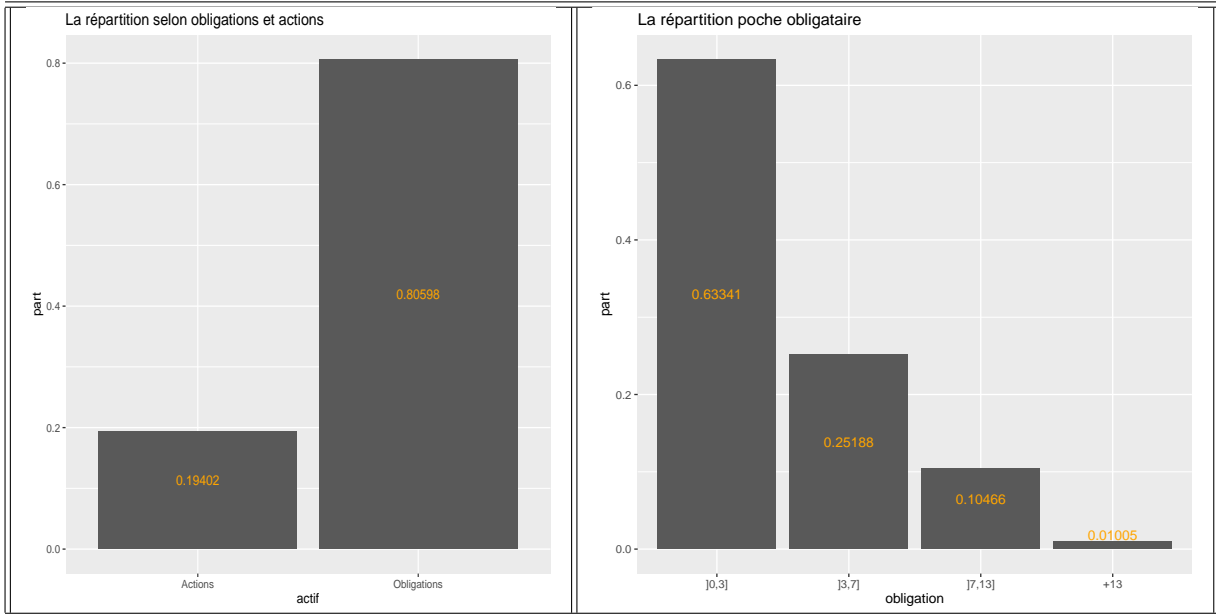 La répartition selon obligations et actions
0.8
0.6
0.4
0.2
0.0
part
0.80598
0.19402
Actions
Obligations
actif
La répartition poche obligataire
0.6
0.4
0.2
0.0
part
0.63341
0.25188
0.10466
0.01005
]0,3]
]3,7]
]7,13]
+13
obligation